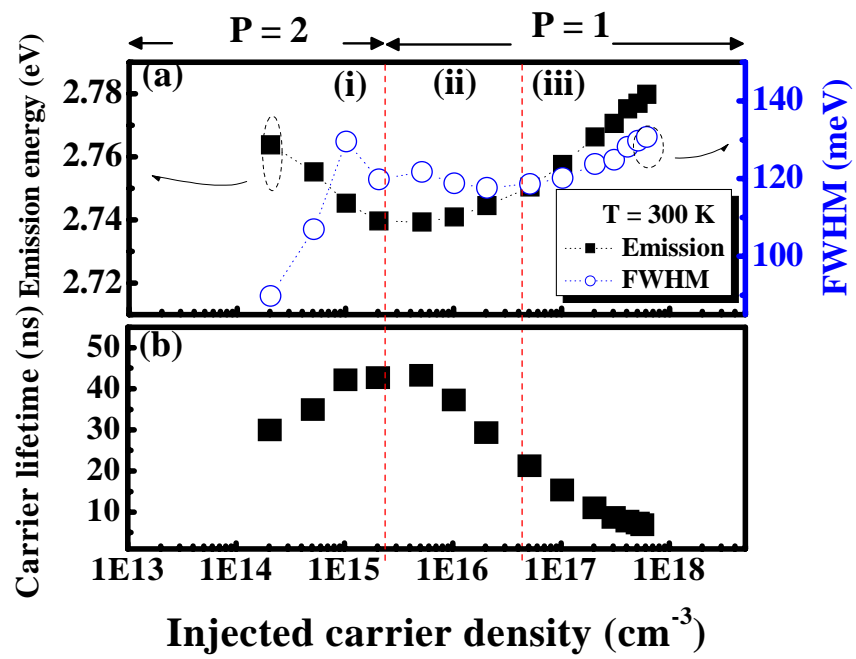 P = 2
P = 1
(a)
(i)
(ii)
(iii)
Emission energy (eV)
2.78
2.76
2.74
2.72
140
120
100
FWHM (meV)
T = 300 K
Emission
FWHM
(b)
Carrier lifetime (ns)
50
40
30
20
10
1E13
1E14
1E15
1E16
1E17
1E18
Injected carrier density (cm⁻³)